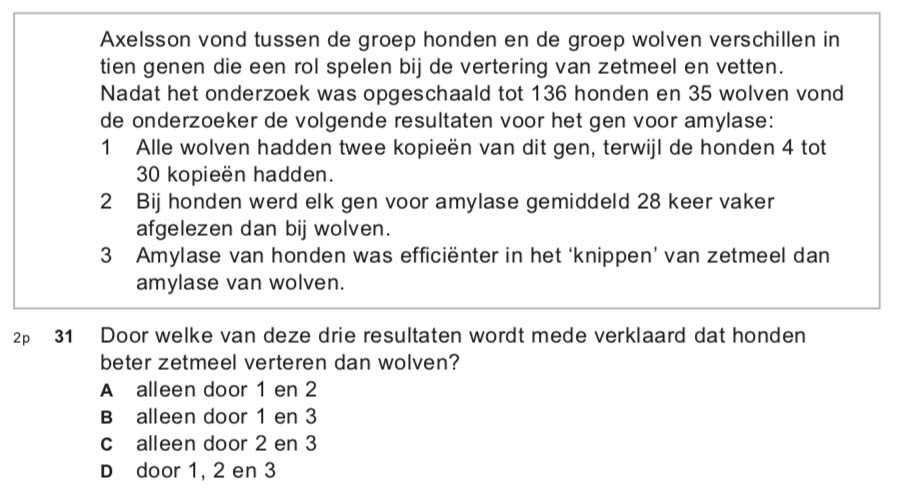 Axelsson vond tussen de groep honden en de groep wolven verschillen in
tien genen die een rol spelen bij de vertering van zetmeel en vetten.
Nadat het onderzoek was opgeschaald tot 136 honden en 35 wolven vond
de onderzoeker de volgende resultaten voor het gen voor amylase:
1 Alle wolven hadden twee kopieën van dit gen, terwijl de honden 4 tot
30 kopieën hadden.
2 Bij honden werd elk gen voor amylase gemiddeld 28 keer vaker
afgelezen dan bij wolven.
3 Amylase van honden was efficiënter in het ‘knippen’ van zetmeel dan
amylase van wolven.
2p 31 Door welke van deze drie resultaten wordt mede verklaard dat honden
beter zetmeel verteren dan wolven?
A alleen door 1 en 2
B alleen door 1 en 3
C alleen door 2 en 3
D door 1, 2 en 3